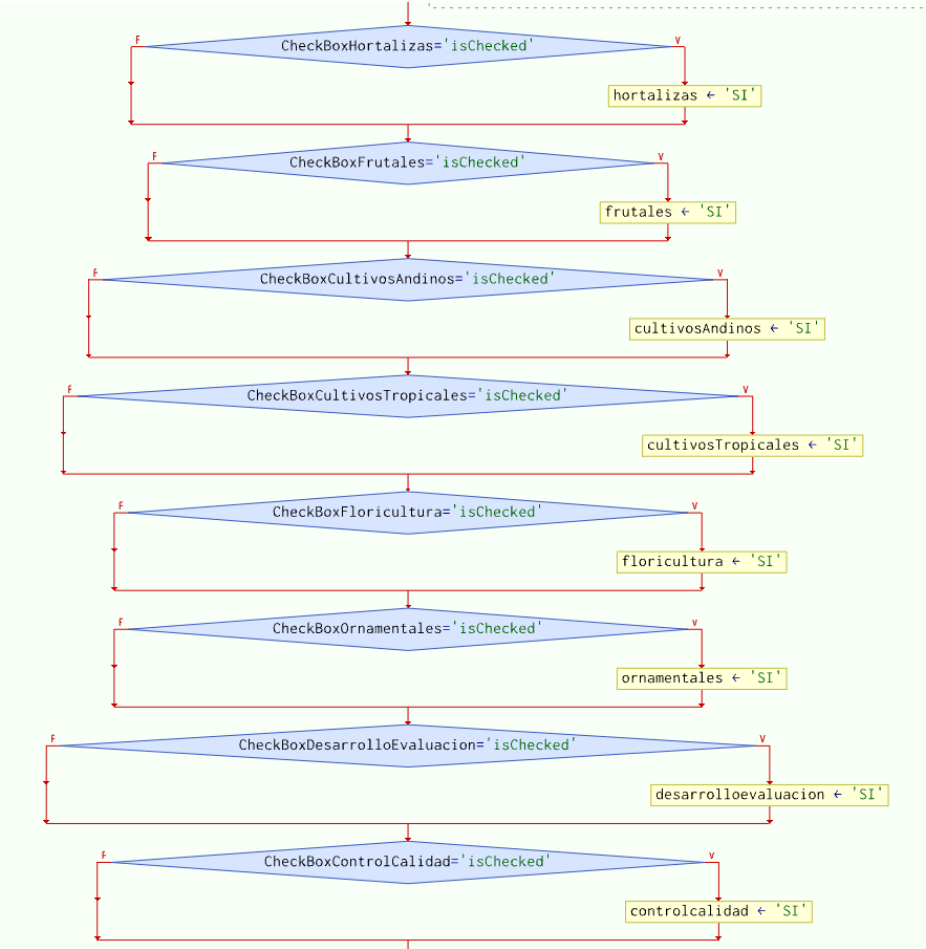 CheckBoxHortalizas='isChecked'
F
V
hortalizas ← 'SI'
CheckBoxFrutales='isChecked'
F
V
frutales ← 'SI'
CheckBoxCultivosAndinos='isChecked'
F
V
cultivosAndinos ← 'SI'
CheckBoxCultivosTropicales='isChecked'
F
V
cultivosTropicales ← 'SI'
CheckBoxFloricultura='isChecked'
F
V
floricultura ← 'SI'
CheckBoxOrnamentales='isChecked'
F
V
ornamentales ← 'SI'
CheckBoxDesarrolloEvaluacion='isChecked'
F
V
desarrolloevaluacion ← 'SI'
CheckBoxControlCalidad='isChecked'
F
V
controlcalidad ← 'SI'